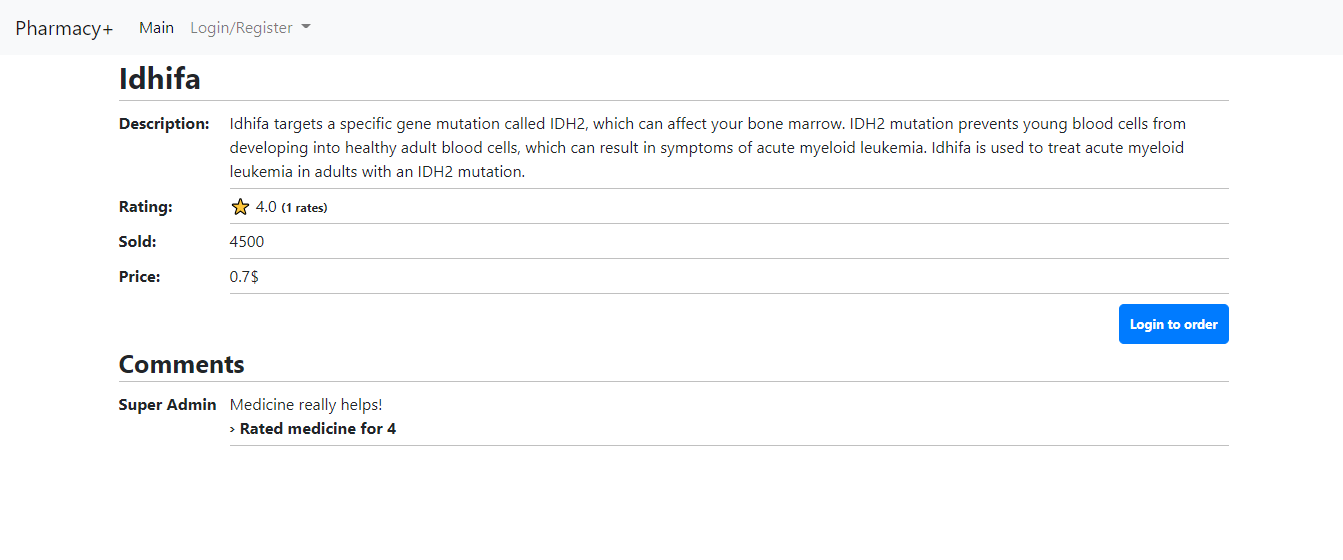 Pharmacy+ Main Login/Register
Idhifa
Description: Idhifa targets a specific gene mutation called IDH2, which can affect your bone marrow. IDH2 mutation prevents young blood cells from
developing into healthy adult blood cells, which can result in symptoms of acute myeloid leukemia. Idhifa is used to treat acute myeloid
leukemia in adults with an IDH2 mutation.
Rating: 4.0 (1 rates)
Sold: 4500
Price: 0.7$
Login to order
Comments
Super Admin Medicine really helps!
› Rated medicine for 4